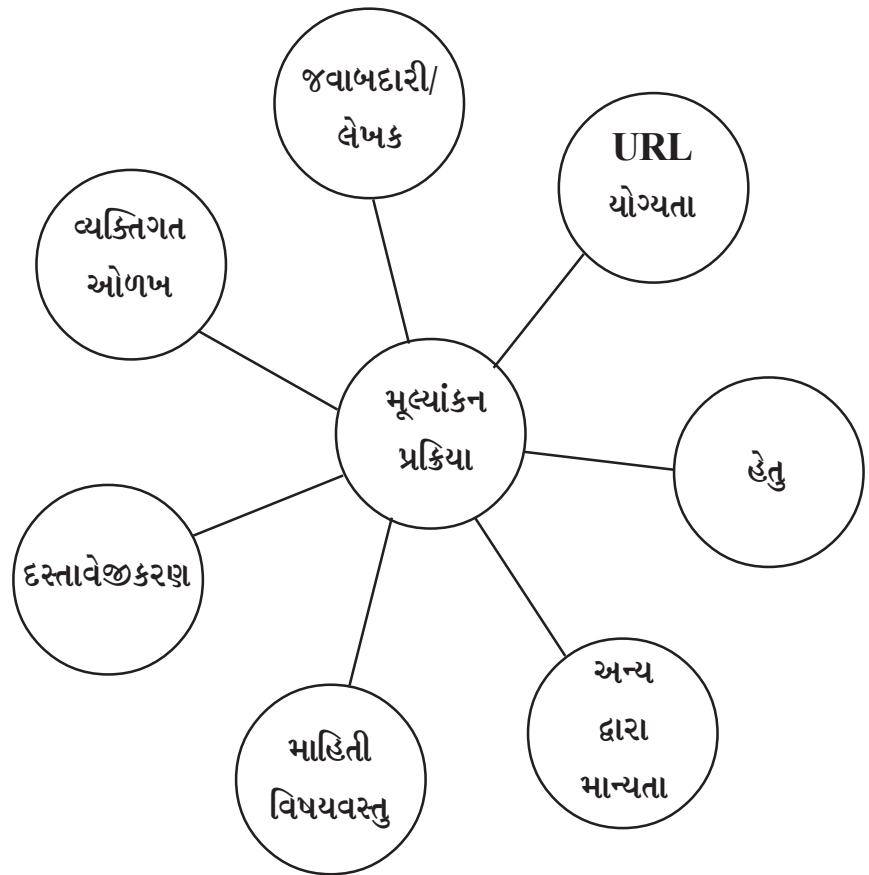 જવાબદારી/
લેખક
URL
યોગ્યતા
વ્યક્તિગત
ઓળખ
મૂલ્યાંકન
પ્રક્રિયા
હેતુ
દસ્તાવેજીકરણ
અન્ય
દ્વારા
માન્યતા
માહિતી
વિષયવસ્તુ